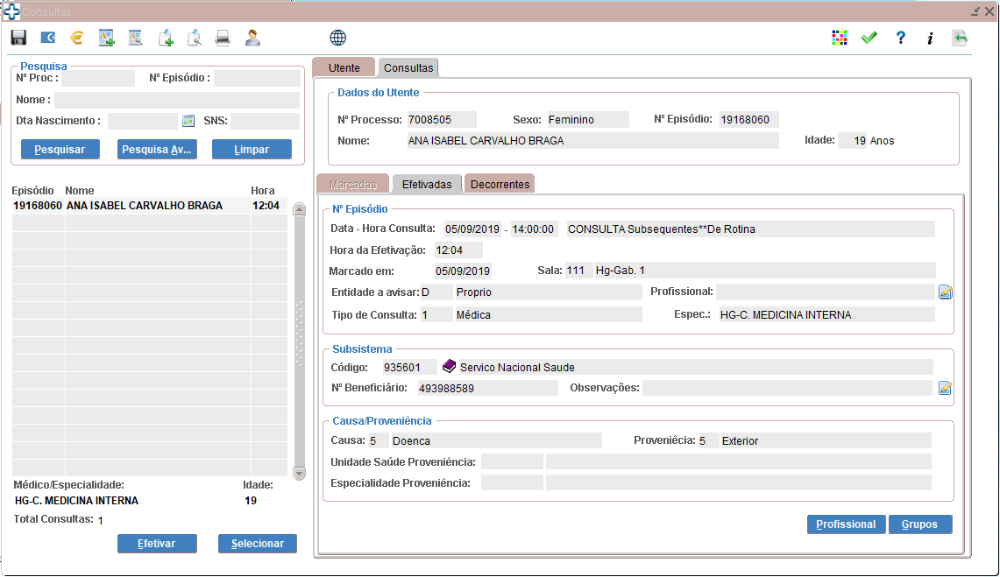 Consultas
Pesquisa
Nº Proc :
Nº Episódio :
Nome :
Dta Nascimento :
SNS:
Pesquisar
Pesquisa Av...
Limpar
Episódio Nome Hora
19168060 ANA ISABEL CARVALHO BRAGA 12:04
Médico/Especialidade: Idade:
HG-C. MEDICINA INTERNA 19
Total Consultas: 1
Efetivar
Selecionar
Utente
Consultas
Dados do Utente
Nº Processo: 7008505 Sexo: Feminino Nº Episódio: 19168060
Nome: ANA ISABEL CARVALHO BRAGA Idade: 19 Anos
Marcadas
Efetivadas
Decorrentes
Nº Episódio
Data - Hora Consulta: 05/09/2019 - 14:00:00 CONSULTA Subsequentes**De Rotina
Hora da Efetivação: 12:04
Marcado em: 05/09/2019 Sala: 111 Hg-Gab. 1
Entidade a avisar: D Proprio Profissional:
Tipo de Consulta: 1 Médica Espec.: HG-C. MEDICINA INTERNA
Subsistema
Código: 935601 Servico Nacional Saude
Nº Beneficiário: 493988589 Observações:
Causa/Proveniência
Causa: 5 Doenca Proveniécia: 5 Exterior
Unidade Saúde Proveniência:
Especialidade Proveniência:
Profissional
Grupos